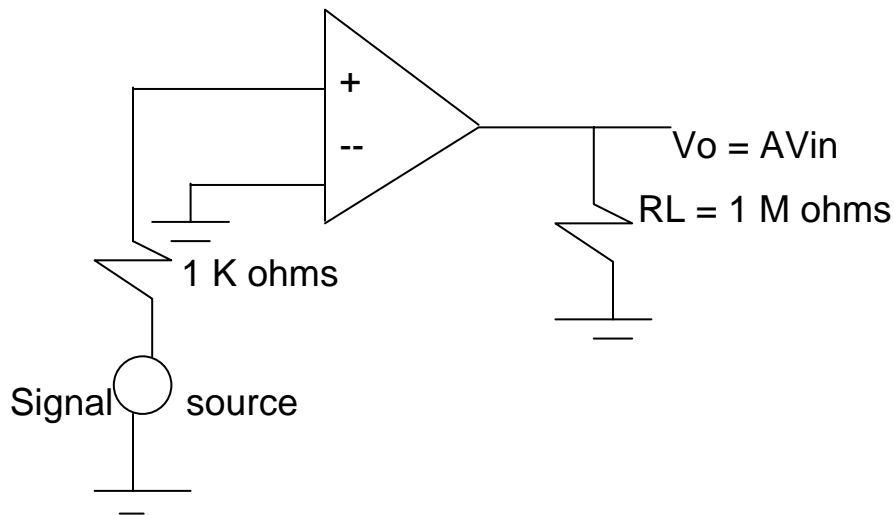 +
--
Vo = AVin
RL = 1 M ohms
1 K ohms
Signal source